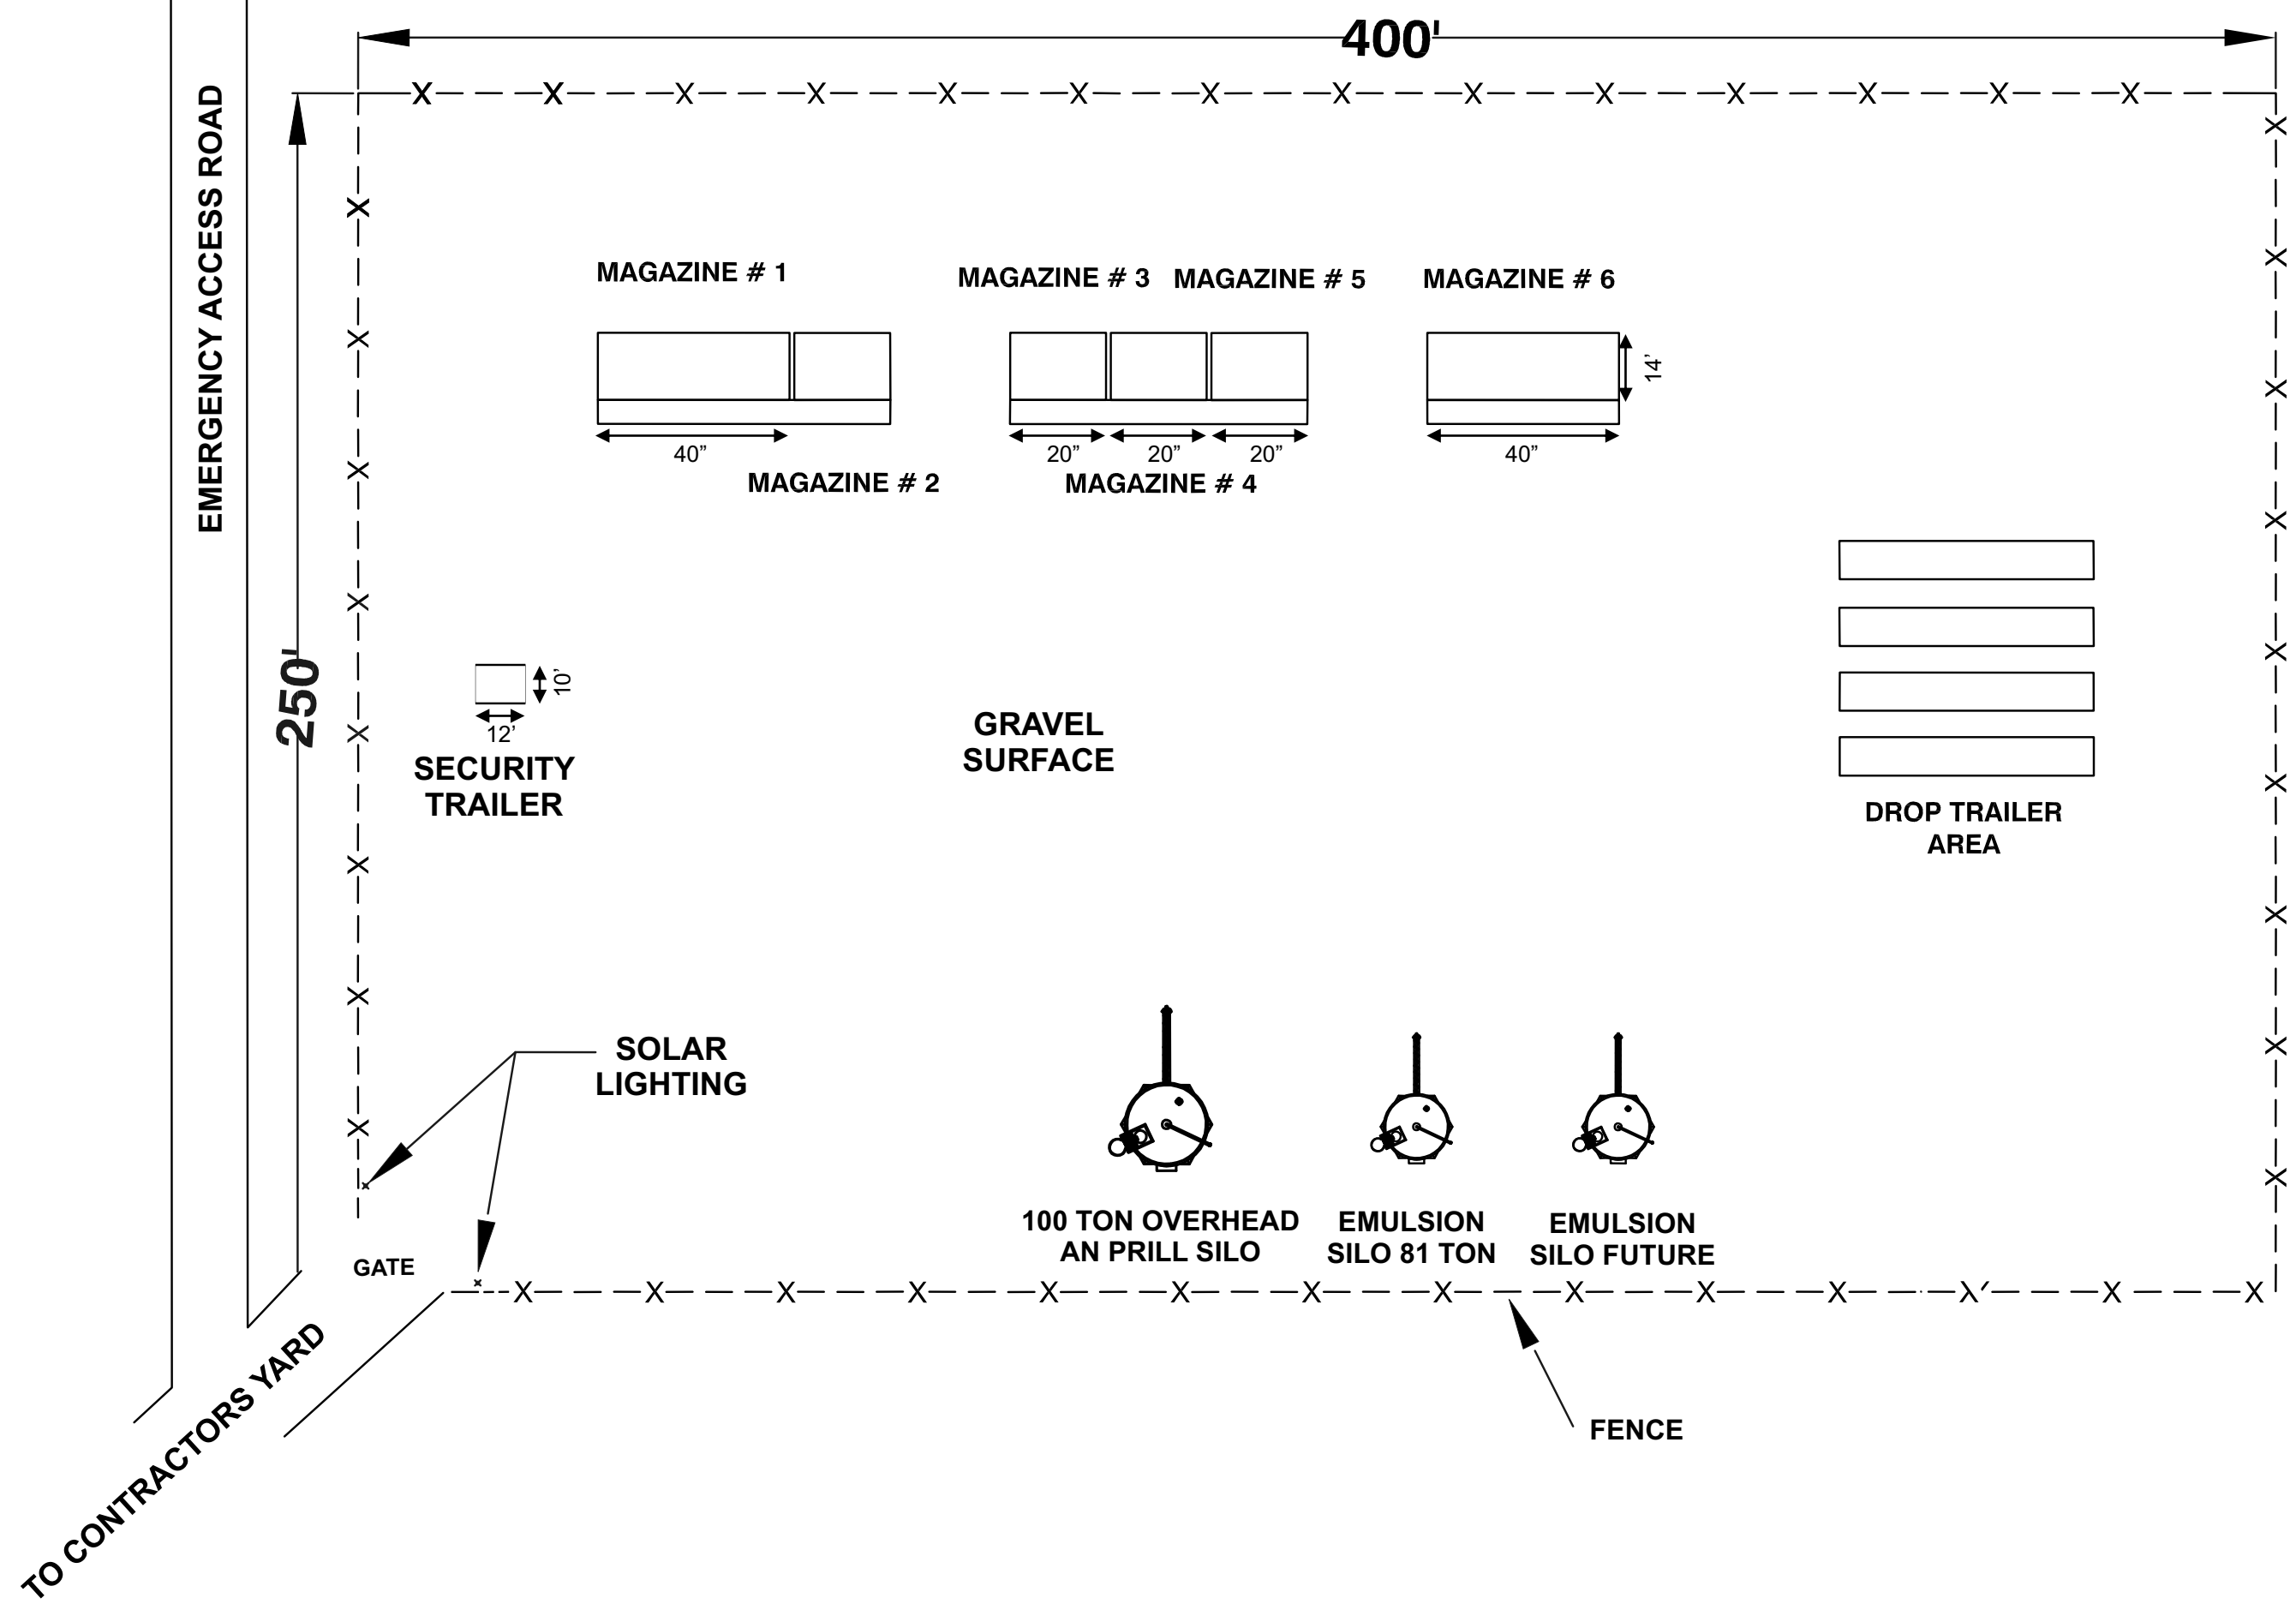 400'
EMERGENCY ACCESS ROAD
250'
MAGAZINE # 1
MAGAZINE # 3
MAGAZINE # 5
MAGAZINE # 6
14’
40”
20”
20”
20”
40”
MAGAZINE # 2
MAGAZINE # 4
10’
12’
SECURITY
TRAILER
GRAVEL
SURFACE
DROP TRAILER
AREA
SOLAR
LIGHTING
100 TON OVERHEAD
AN PRILL SILO
EMULSION
SILO 81 TON
EMULSION
SILO FUTURE
GATE
FENCE
TO CONTRACTORS YARD